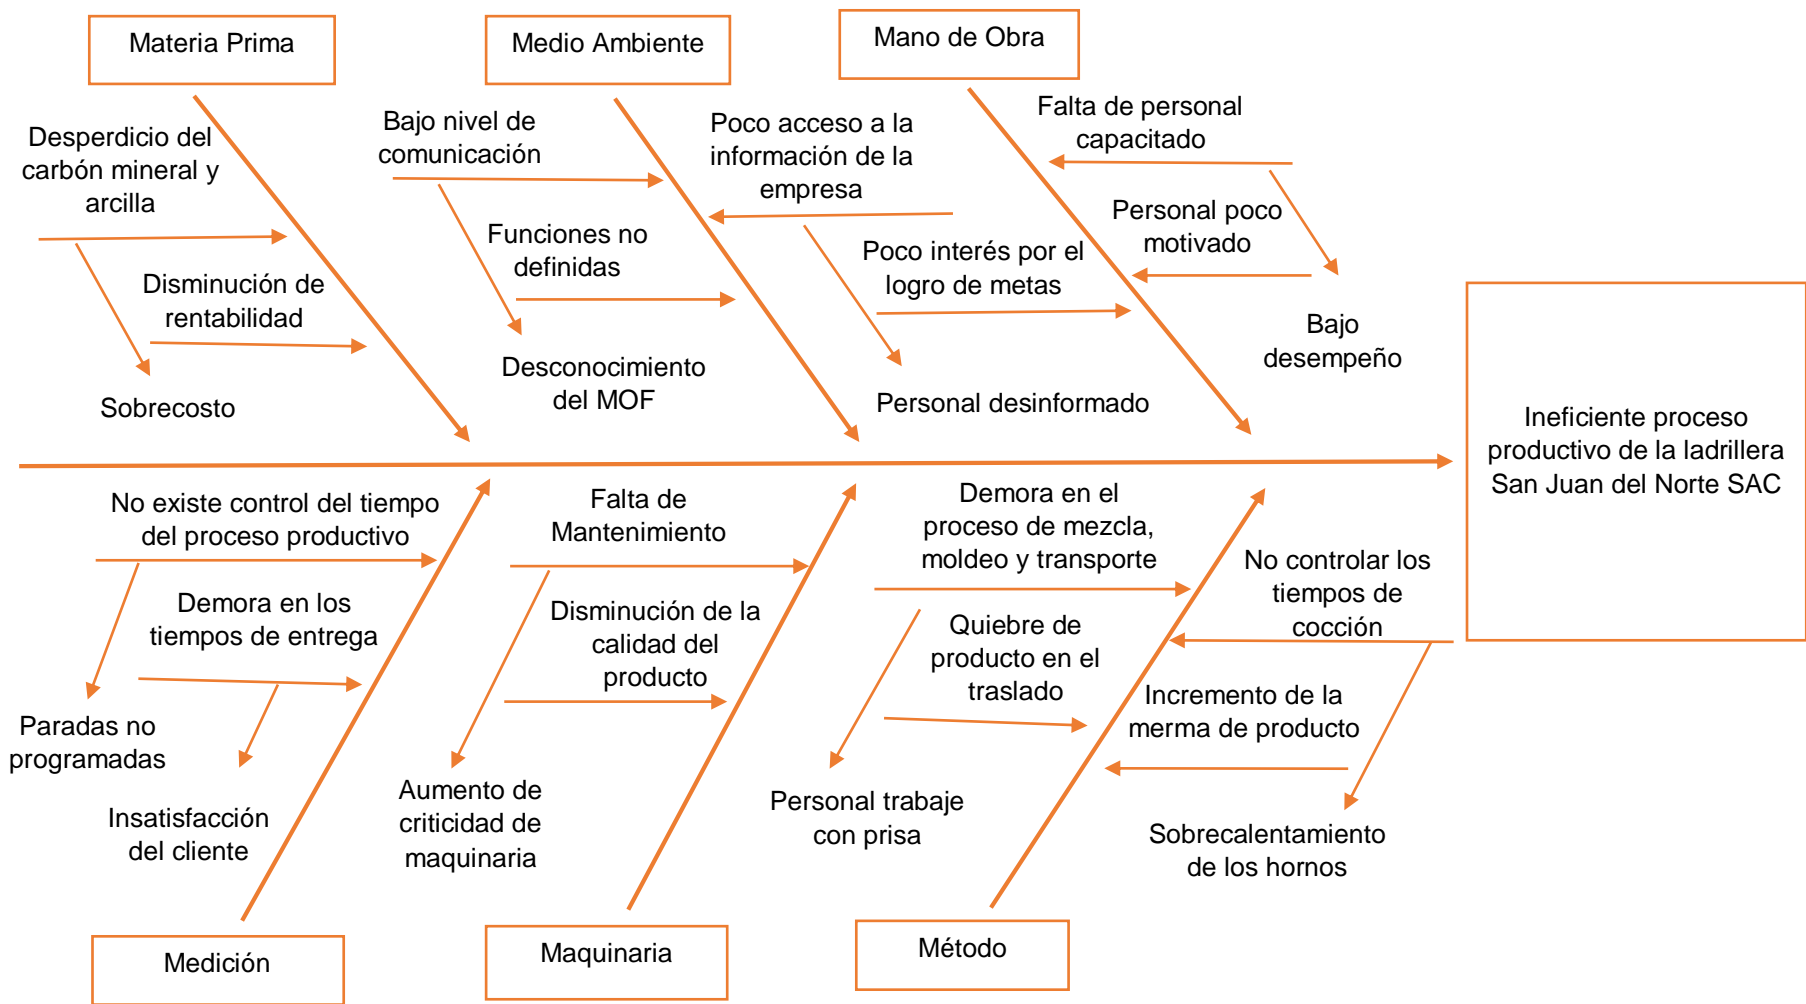 Materia Prima
Medio Ambiente
Mano de Obra
Desperdicio del
carbón mineral y
arcilla
Disminución de
rentabilidad
Sobrecosto
Bajo nivel de
comunicación
Funciones no
definidas
Desconocimiento
del MOF
Poco acceso a la
información de la
empresa
Poco interés por el
logro de metas
Personal desinformado
Falta de personal
capacitado
Personal poco
motivado
Bajo
desempeño
Ineficiente proceso
productivo de la ladrillera
San Juan del Norte SAC
No existe control del tiempo
del proceso productivo
Demora en los
tiempos de entrega
Paradas no
programadas
Insatisfacción
del cliente
Falta de
Mantenimiento
Disminución de la
calidad del
producto
Aumento de
criticidad de
maquinaria
Demora en el
proceso de mezcla,
moldeo y transporte
Quiebre de
producto en el
traslado
Personal trabaje
con prisa
No controlar los
tiempos de
cocción
Incremento de la
merma de producto
Sobrecalentamiento
de los hornos
Medición
Maquinaria
Método